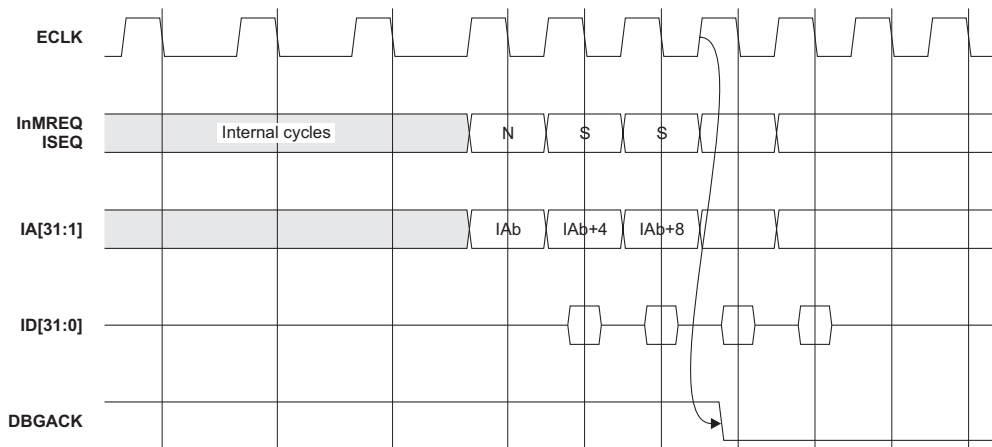 ECLK
InMREQ
ISEQ
Internal cycles
N
S
S
IA[31:1]
IAb
IAb+4
IAb+8
ID[31:0]
DBGACK